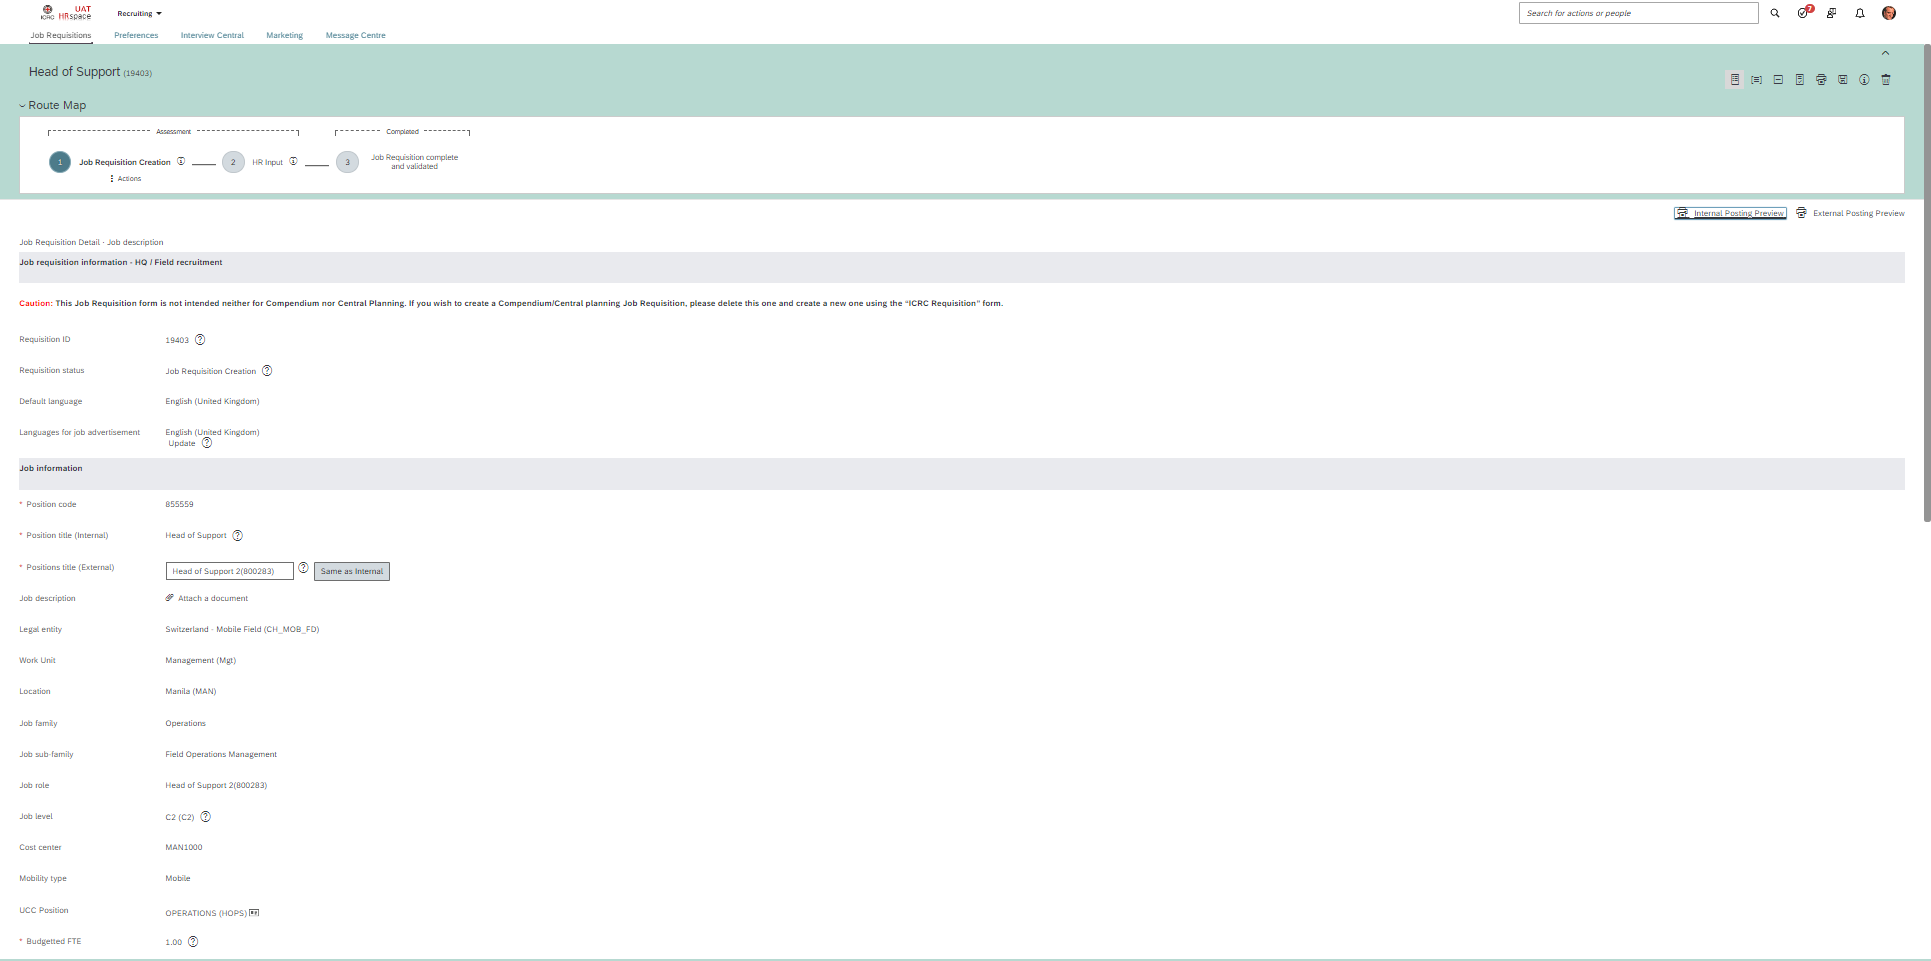 ICRC UAT HRspace Recruiting Search for actions or people 7
Job Requisitions Preferences Interview Central Marketing Message Centre
Head of Support (19403)
Route Map
Assessment Completed
1 Job Requisition Creation 2 HR Input 3 Job Requisition complete and validated
Actions
Internal Posting Preview External Posting Preview
Job Requisition Detail - Job description
Job requisition information - HQ / Field recruitment
Caution: This Job Requisition form is not intended neither for Compendium nor Central Planning. If you wish to create a Compendium/Central planning Job Requisition, please delete this one and create a new one using the "ICRC Requisition" form.
Requisition ID 19403 ?
Requisition status Job Requisition Creation ?
Default language English (United Kingdom)
Languages for job advertisement English (United Kingdom)
Update ?
Job information
* Position code 855559
* Position title (Internal) Head of Support ?
* Positions title (External) Head of Support 2(800283) ? Same as Internal
Job description Attach a document
Legal entity Switzerland - Mobile Field (CH_MOB_FD)
Work Unit Management (Mgt)
Location Manila (MAN)
Job family Operations
Job sub-family Field Operations Management
Job role Head of Support 2(800283)
Job level C2 (C2) ?
Cost center MAN1000
Mobility type Mobile
UCC Position OPERATIONS (HOPS)
* Budgetted FTE 1.00 ?